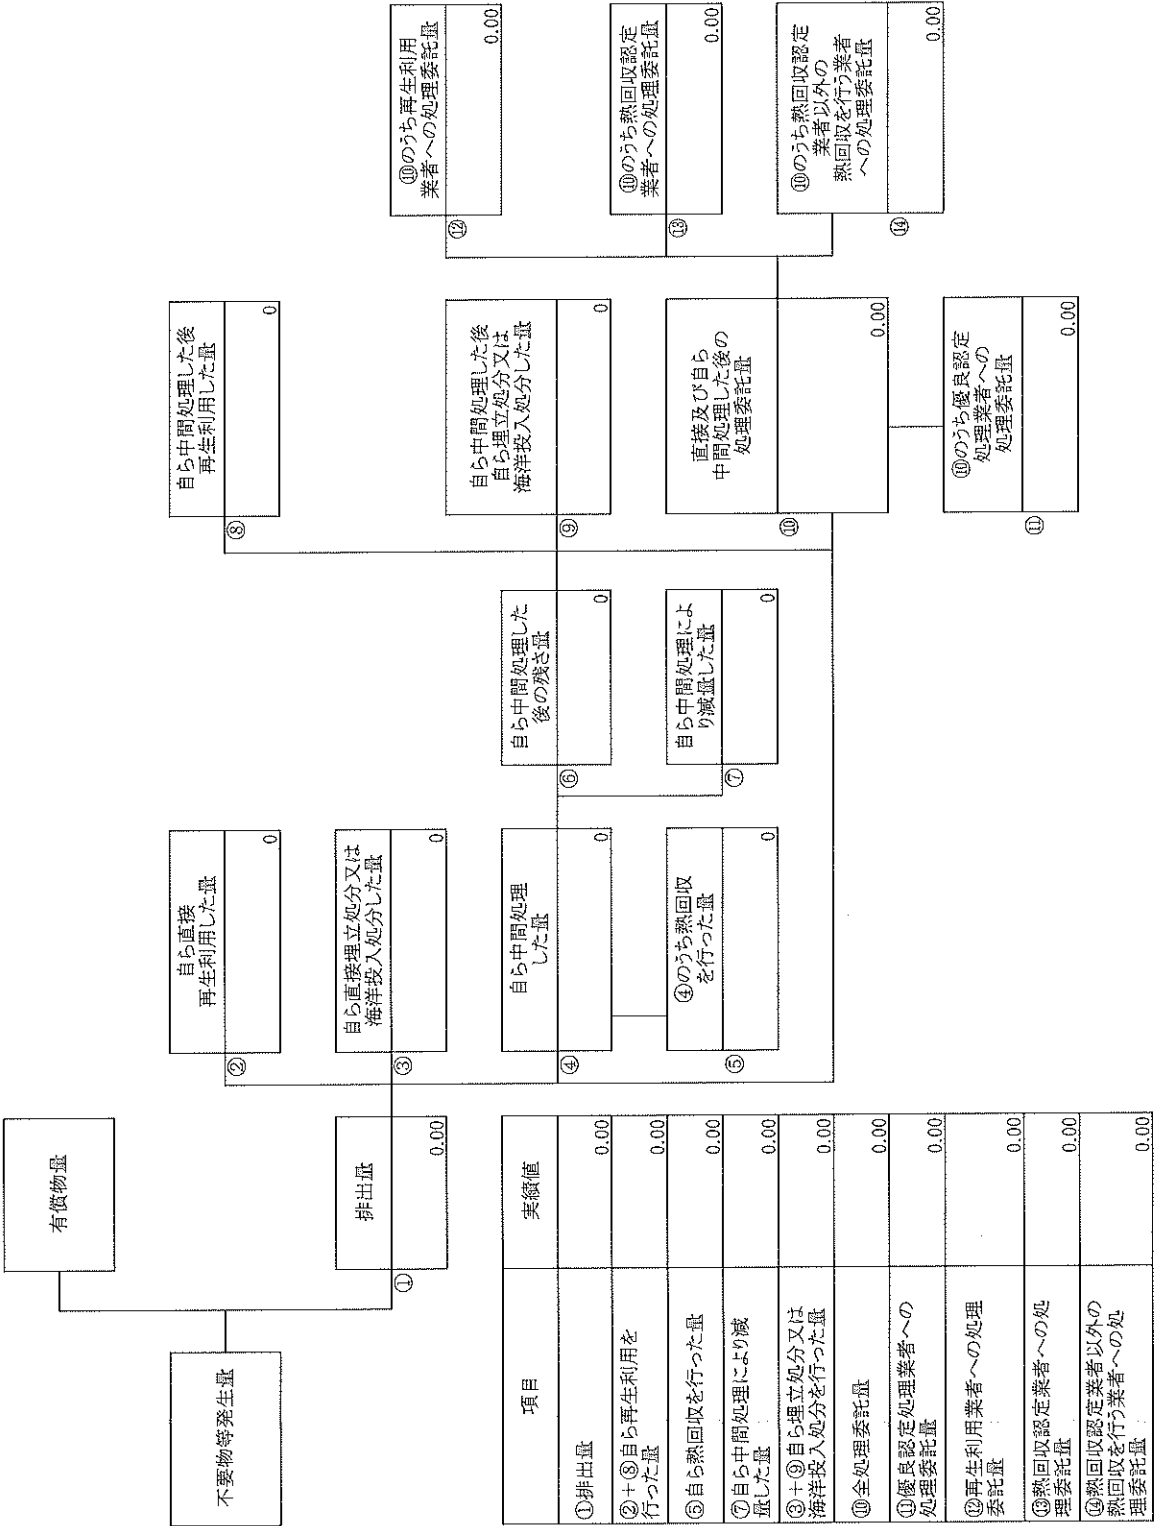 有償物量
不要物等発生量
排出量
①
0.00
自ら直接
再生利用した量
②
0
自ら直接埋立処分又は
海洋投入処分した量
③
0
自ら中間処理
した量
④
0
④のうち熱回収
を行った量
⑤
0
自ら中間処理した
後の残さ量
⑥
0
自ら中間処理によ
り減量した量
⑦
0
自ら中間処理した後
再生利用した量
⑧
0
自ら中間処理した後
自ら埋立処分又は
海洋投入処分した量
⑨
0
直接及び自ら
中間処理した後の
処理委託量
⑩
0.00
⑩のうち優良認定
処理業者への
処理委託量
⑪
0.00
⑩のうち再生利用
業者への処理委託量
⑫
0.00
⑩のうち熱回収認定
業者への処理委託量
⑬
0.00
⑩のうち熱回収認定
業者以外の
熱回収を行う業者
への処理委託量
⑭
0.00
項目 実績値
①排出量 0.00
②+⑧自ら再生利用を
行った量 0.00
⑤自ら熱回収を行った量 0.00
⑦自ら中間処理により減
量した量 0.00
③+⑨自ら埋立処分又は
海洋投入処分を行った量 0.00
⑩全処理委託量 0.00
⑪優良認定処理業者への
処理委託量 0.00
⑫再生利用業者への処理
委託量 0.00
⑬熱回収認定業者への処
理委託量 0.00
⑭熱回収認定業者以外の
熱回収を行う業者への処
理委託量 0.00